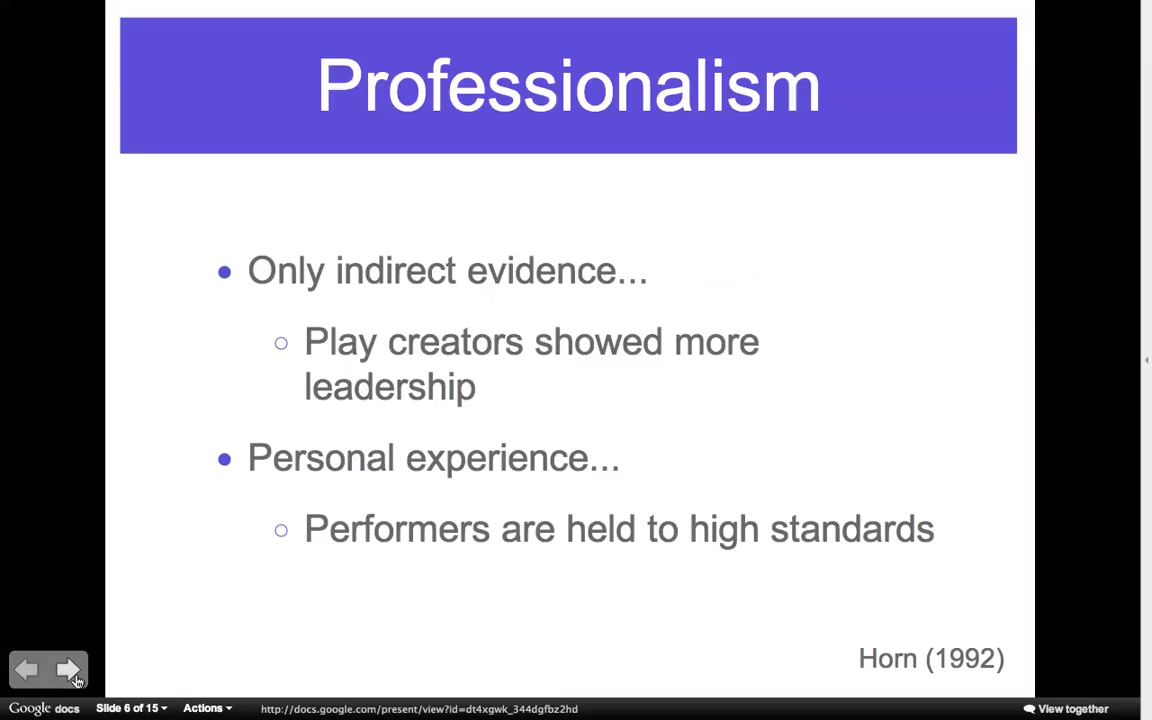 Professionalism
Only indirect evidence...
Play creators showed more
leadership
Personal experience...
Performers are held to high standards
Horn (1992)
Google docs Slide 6 of 15 Actions http://docs.google.com/present/view?id=dt4xgwk_344dgfbz2hd View together